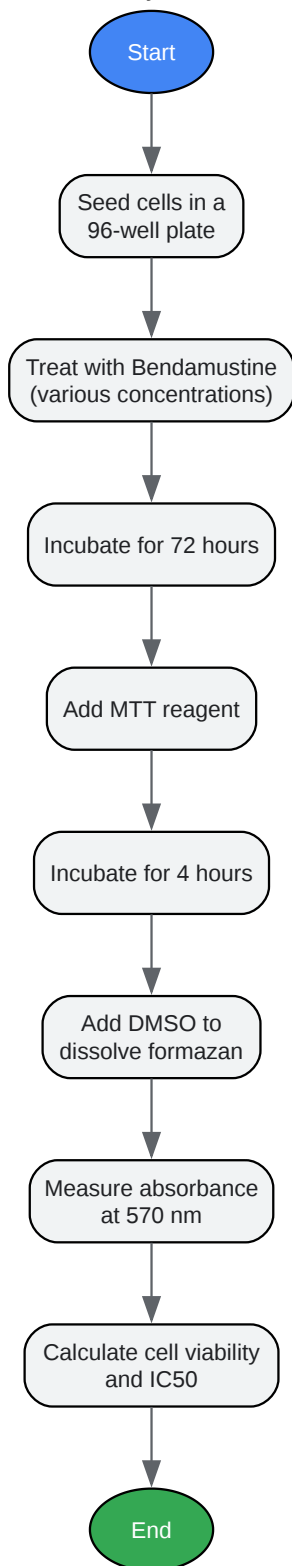 Start
Seed cells in a
96-well plate
Treat with Bendamustine
(various concentrations)
Incubate for 72 hours
Add MTT reagent
Incubate for 4 hours
Add DMSO to
dissolve formazan
Measure absorbance
at 570 nm
Calculate cell viability
and IC50
End